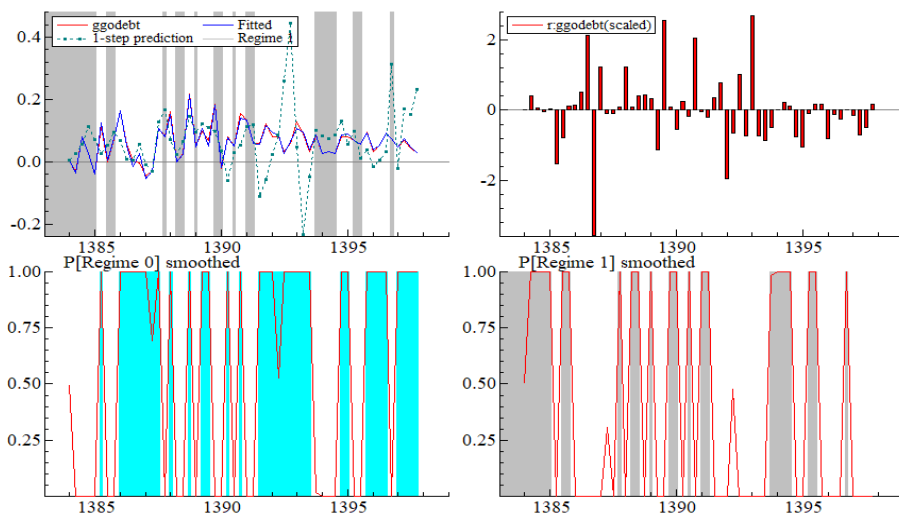 ggodebt Fitted
1-step prediction Regime 1
0.4
0.2
0.0
-0.2
1385 1390 1395
r:ggodebt(scaled)
2
0
-2
1385 1390 1395
P[Regime 0] smoothed
1.00
0.75
0.50
0.25
1385 1390 1395
P[Regime 1] smoothed
1.00
0.75
0.50
0.25
1385 1390 1395